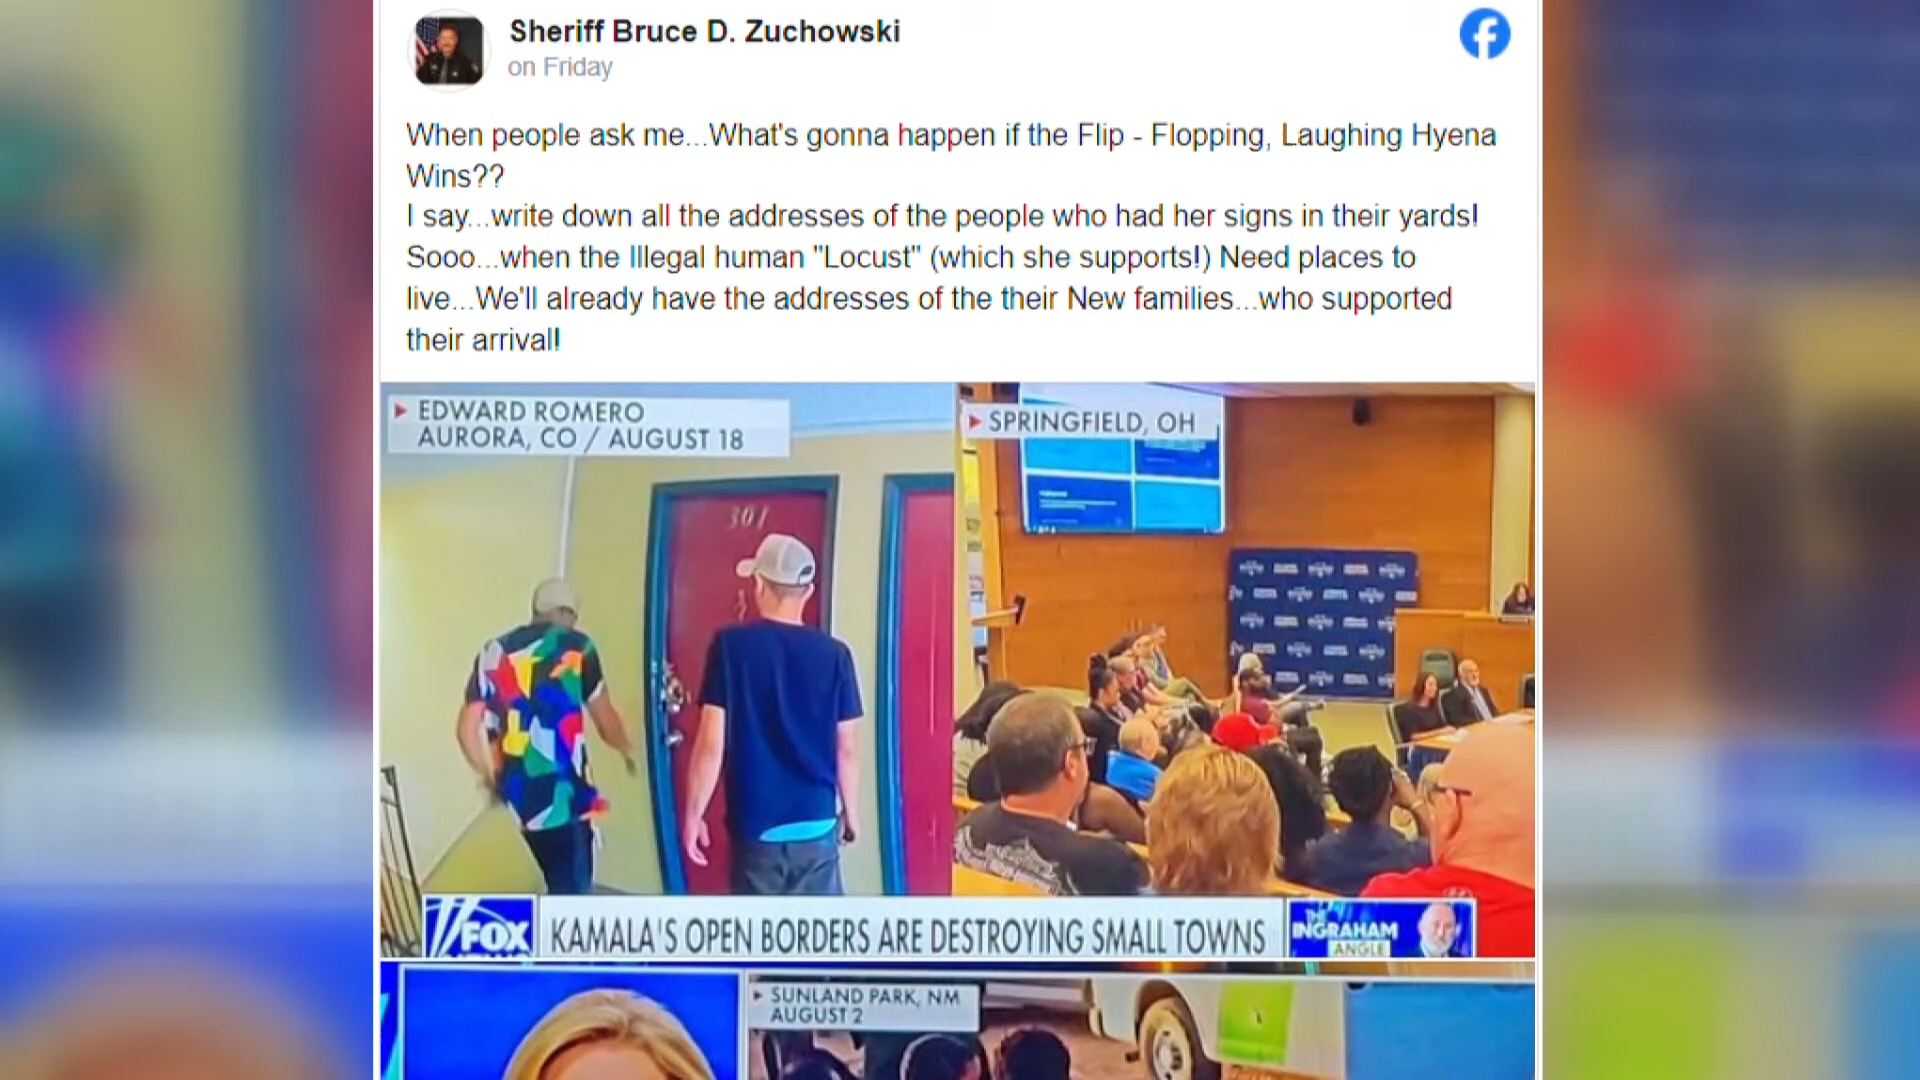 Sheriff Bruce D. Zuchowski
on Friday
When people ask me...What's gonna happen if the Flip - Flopping, Laughing Hyena
Wins??
I say...write down all the addresses of the people who had her signs in their yards!
Sooo...when the Illegal human "Locust" (which she supports!) Need places to
live...We'll already have the addresses of the their New families...who supported
their arrival!
EDWARD ROMERO
AURORA, CO / AUGUST 18
SPRINGFIELD, OH
301
FOX
NEWS
KAMALA'S OPEN BORDERS ARE DESTROYING SMALL TOWNS
THE
INGRAHAM
ANGLE
SUNLAND PARK, NM
AUGUST 2